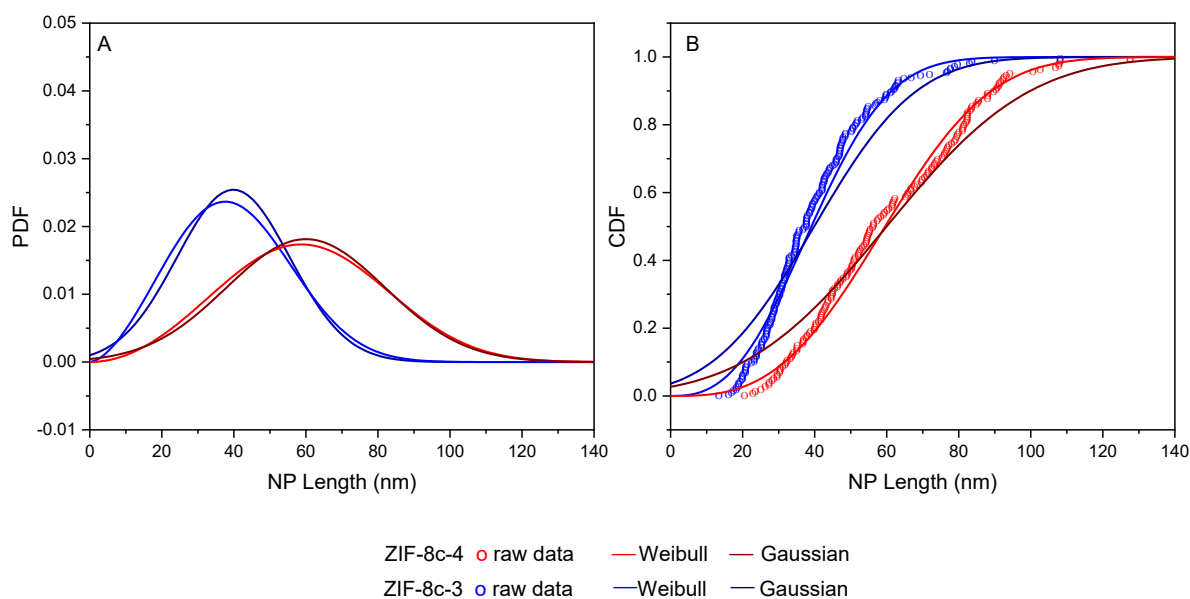 A
0.05
0.04
0.03
0.02
0.01
0.00
-0.01
PDF
0 20 40 60 80 100 120 140
NP Length (nm)
B
1.0
0.8
0.6
0.4
0.2
0.0
CDF
0 20 40 60 80 100 120 140
NP Length (nm)
ZIF-8c-4 o raw data Weibull Gaussian
ZIF-8c-3 o raw data Weibull Gaussian